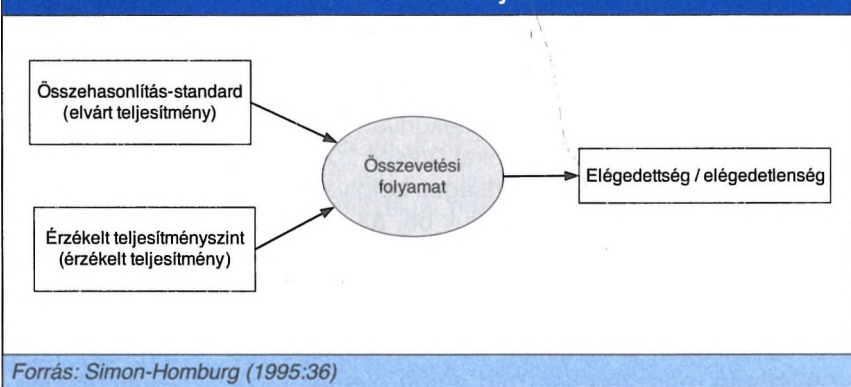 Összehasonlítás-standard
(elvárt teljesítmény)
Összevetési
folyamat
Elégedettség / elégedetlenség
Érzékelt teljesítményszint
(érzékelt teljesítmény)
Forrás: Simon-Homburg (1995:36)